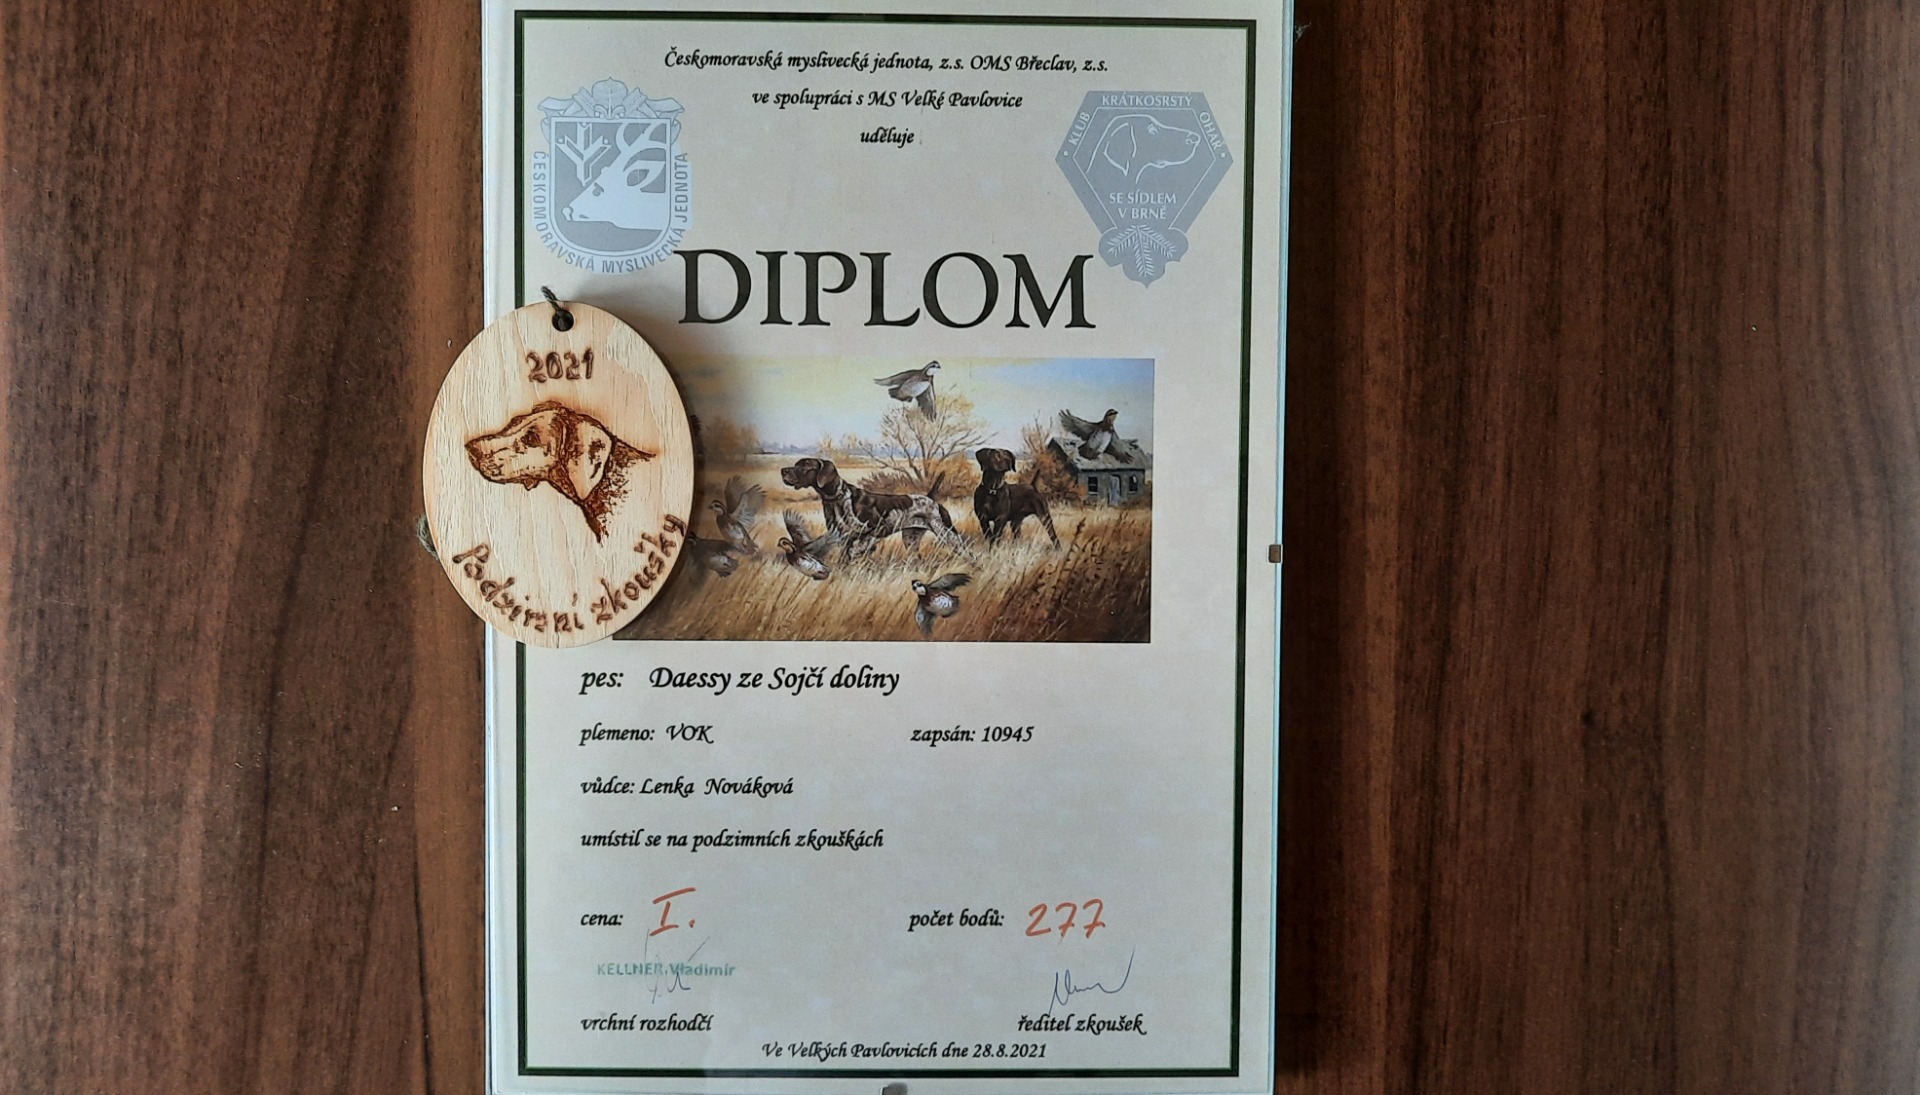 Českomoravská myslivecká jednota, z.s. OMS Břeclav, z.s.
ve spolupráci s MS Velké Pavlovice
uděluje
ČESKOMORAVSKÁ MYSLIVECKÁ JEDNOTA
KLUB KRÁTKOSRSTÝ OHAŘ
SE SÍDLEM
V BRNĚ
DIPLOM
2021
Podzimní zkoušky
pes: Daessy ze Sojčí doliny
plemeno: VOK zapsán: 10945
vůdce: Lenka Nováková
umístil se na podzimních zkouškách
cena: I. počet bodů: 277
KELLNER Vladimír
vrchní rozhodčí ředitel zkoušek
Ve Velkých Pavlovicích dne 28.8.2021